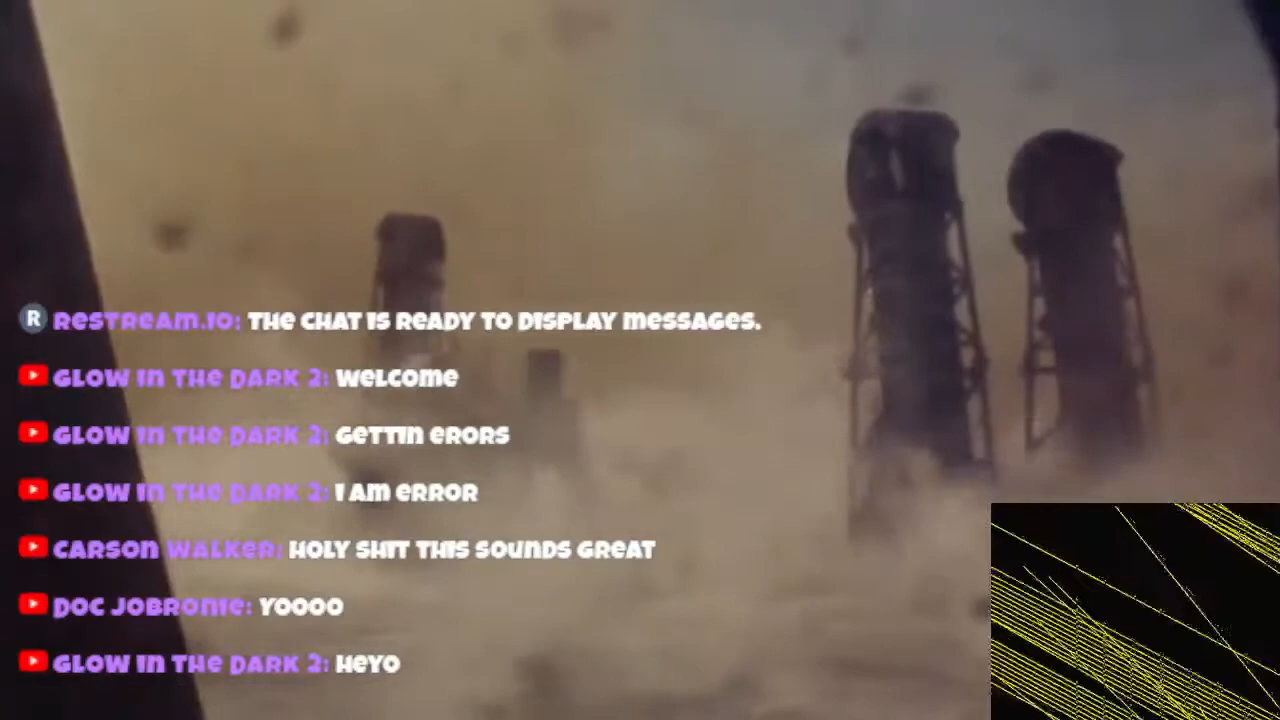 R Restream.io: The chat is ready to display messages.
Glow in the Dark 2: Welcome
Glow in the Dark 2: Gettin erors
Glow in the Dark 2: I am error
Carson Walker: Holy shit this sounds great
Doc Jobronie: Yoooo
Glow in the Dark 2: Heyo